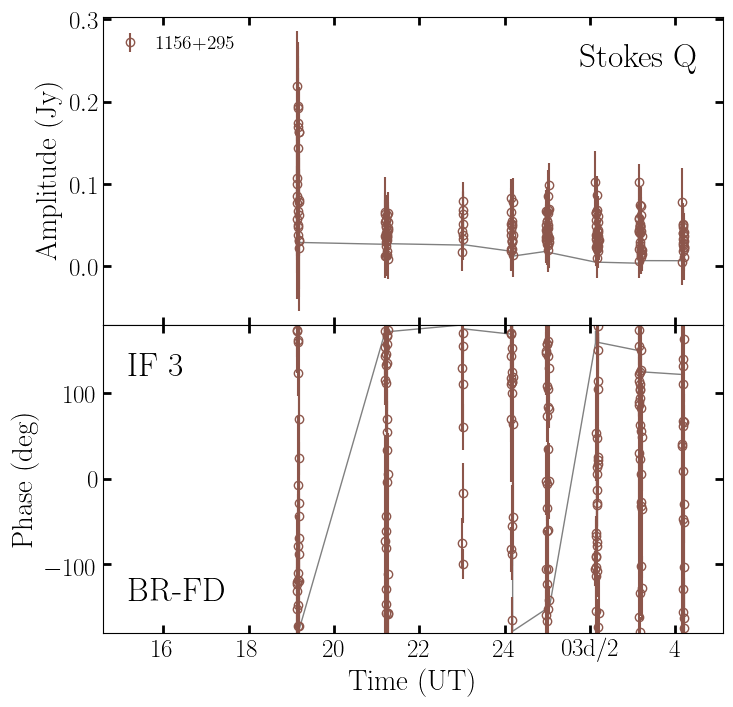 0.3
1156+295
Stokes Q
0.2
0.1
0.0
Amplitude (Jy)
IF 3
100
0
−100
Phase (deg)
BR-FD
16 18 20 22 24 03d/2 4
Time (UT)